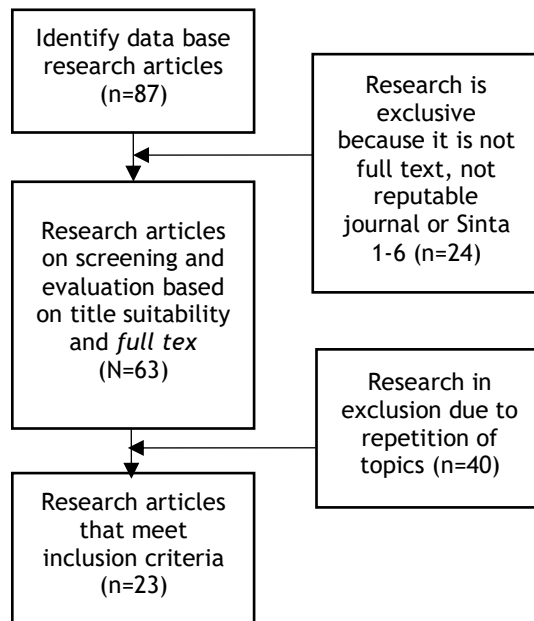 Identify data base
research articles
(n=87)
Research is
exclusive
because it is not
full text, not
reputable
journal or Sinta
1-6 (n=24)
Research articles
on screening and
evaluation based
on title suitability
and full tex
(N=63)
Research in
exclusion due to
repetition of
topics (n=40)
Research articles
that meet
inclusion criteria
(n=23)